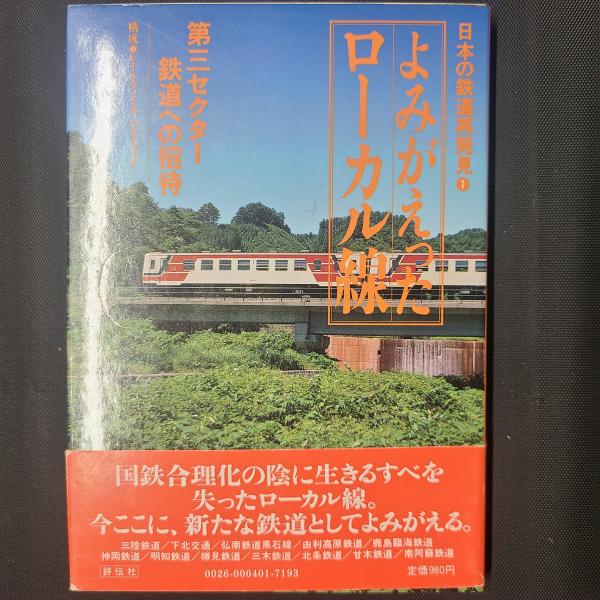 日本の鉄道再発見❶
よみがえった
ローカル線
第三セクター
鉄道への招待
構成●
国鉄合理化の陰に生きるすべを
失ったローカル線。
今ここに、新たな鉄道としてよみがえる。
三陸鉄道/下北交通/弘南鉄道黒石線/由利高原鉄道/鹿島臨海鉄道
神岡鉄道/明知鉄道/樽見鉄道/三木鉄道/北条鉄道/甘木鉄道/南阿蘇鉄道
評伝社
0026-000401-7193
定価980円